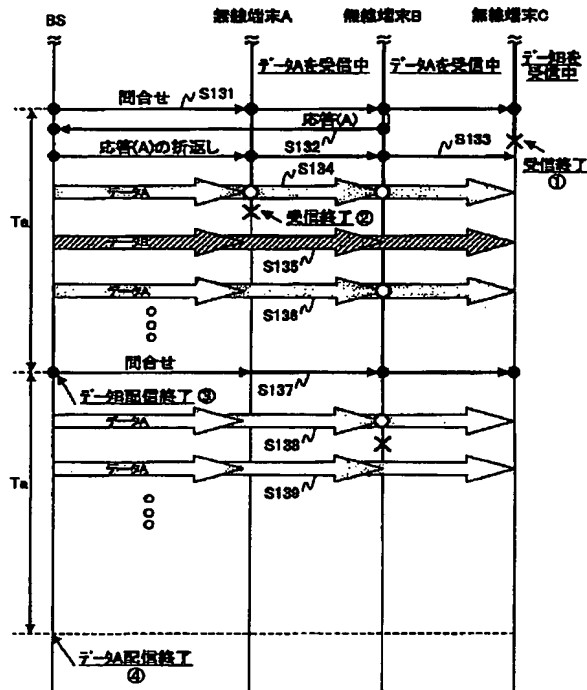 BS
無線端末A
無線端末B
無線端末C
データAを受信中
データAを受信中
データBを
受信中
問合せ
S131
応答(A)
応答(A)の折返し
S132
S133
受信終了
①
データA
S134
受信終了②
データB
S135
データA
S136
Ta
問合せ
データB配信終了③
S137
データA
S138
データA
S139
Ta
データA配信終了
④